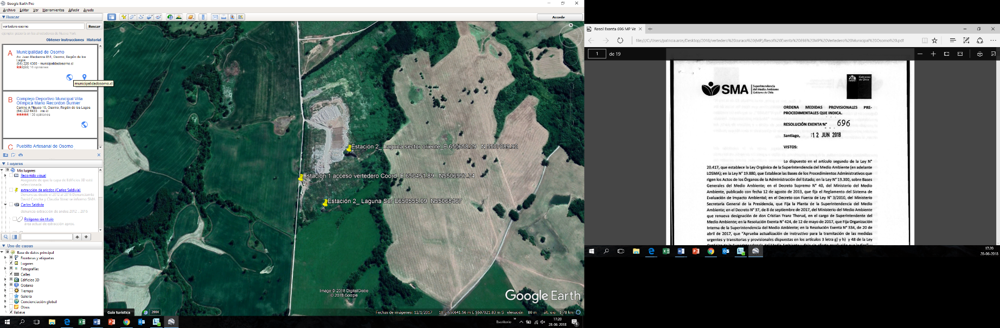 Google Earth Pro
Archivo Editar Ver Herramientas Añadir Ayuda
Buscar
vertedero osorno
Buscar
ejemplo: pizzería en los alrededores de Nueva York
Obtener instrucciones Historial
A Municipalidad de Osorno
Av. Juan Mackenna 851, Osorno, Región de los
Lagos
(64) 226 4300 - municipalidadosorno.cl
16 opiniones
municipalidadosorno.cl
B Complejo Deportivo Municipal Villa
Olímpica Mario Recordon Burnier
Camino A Pilauco 10, Osorno, Región de los Lagos
(64) 222 6433 - imo.cl
136 opiniones
C Pueblito Artesanal de Osorno
Lugares
Mis lugares
Recorrido visual
Asegúrate de que la capa de Edificios 3D esté
seleccionada
extracción de arisdos (Carlos Saldivia)
Denuncias desde el 2012 al 2016 Denunciante
David Concha y Claudia Vorar se informo SMA
Carlos Saldivia
denuncia extracción de aridos 2012 .. 2016
Polígono sin título
área actual de extracción aprox.
Uso de capas
Base de datos principal
Fronteras y etiquetas
Lugares
Fotografías
Calles
Edificios 3D
Océano
Tiempo
Galería
Concienciación global
Otros
Relieve
Accede
N
Estación 2_ Laguna sector oriente_E 650658.29 N 5507089.92
Estación 1 acceso vertedero Coord_E 650451.89 N5506957.74
Estación 2_ Laguna Sur E650555.09 N55068467
Image © 2018 DigitalGlobe
© 2018 Google
Google Earth
Guía turística
2004
Fechas de imágenes: 12/1/2017 18 G 650641.56 m E 5507021.83 m S elevación 80 m alt. ojo 1.78 km
Escritorio
17:20
28-06-2018
8
Resol Exenta 696 MP Ve
file:///C:/Users/patricia.aros/Desktop/2018/vertedero%20curaco%20(MP)/Resol%20Exenta%20696%20MP%20Vertedero%20Municipal%20Osorno%20.pdf
1 de 19
SMA
Superintendencia
del Medio Ambiente
Gobierno de Chile
Gobierno
de Chile
ORDENA MEDIDAS PROVISIONALES PRE-
PROCEDIMENTALES QUE INDICA.
RESOLUCIÓN EXENTA N° 696
Santiago, 12 JUN 2018
VISTOS:
Lo dispuesto en el artículo segundo de la Ley N°
20.417, que establece la Ley Orgánica de la Superintendencia del Medio Ambiente (en adelante
LOSMA); en la Ley N° 19.880, que Establece las Bases de los Procedimientos Administrativos que
rigen los Actos de los Órganos de la Administración del Estado; en la Ley N° 19.300, sobre Bases
Generales del Medio Ambiente; en el Decreto Supremo N° 40, del Ministerio del Medio
Ambiente, publicado con fecha 12 de agosto de 2013, que fija el Reglamento del Sistema de
Evaluación de Impacto Ambiental; en el Decreto con Fuerza de Ley N° 3/2010, del Ministerio
Secretaría General de la Presidencia, que Fija la Planta de la Superintendencia del Medio
Ambiente; en el Decreto N° 37, de 8 de septiembre de 2017, del Ministerio del Medio Ambiente
que renueva designación de don Cristian Franz Thorud, en el cargo de Superintendente del
Medio Ambiente; en la Resolución Exenta N° 424, de 12 de mayo de 2017, que Fija Organización
Interna de la Superintendencia del Medio Ambiente; en la Resolución Exenta N° 334, de 20 de
abril de 2017, que "Aprueba actualización de instructivo para la tramitación de las medidas
urgentes y transitorias y provisionales dispuestas en los artículos 3 letra g) y h) y 48 de la Ley
17:20
28-06-2018